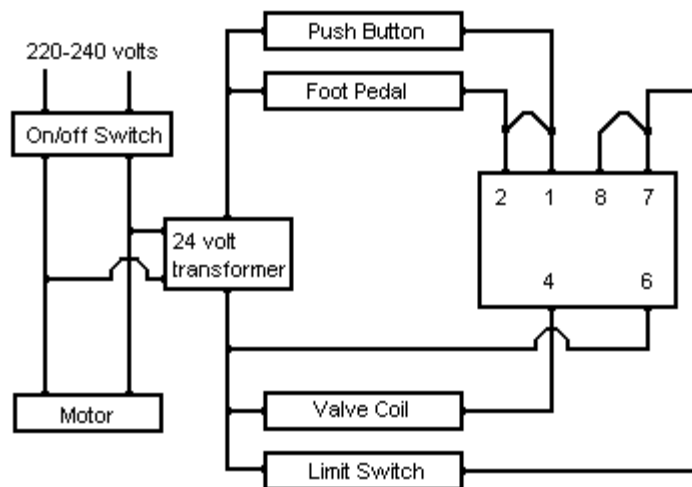 Push Button
220-240 volts
Foot Pedal
On/off Switch
2 1 8 7
24 volt
transformer
4 6
Motor
Valve Coil
Limit Switch